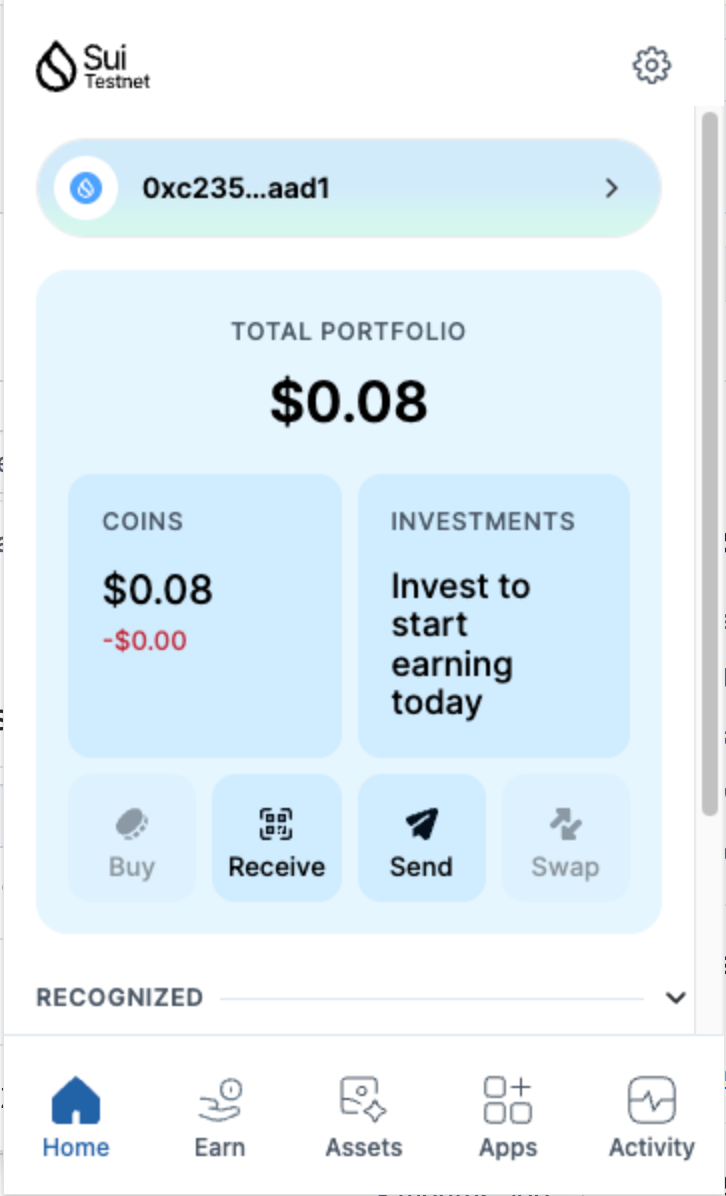 Sui
Testnet
0xc235...aad1
TOTAL PORTFOLIO
$0.08
COINS
$0.08
-$0.00
INVESTMENTS
Invest to
start
earning
today
Buy
Receive
Send
Swap
RECOGNIZED
Home
Earn
Assets
Apps
Activity